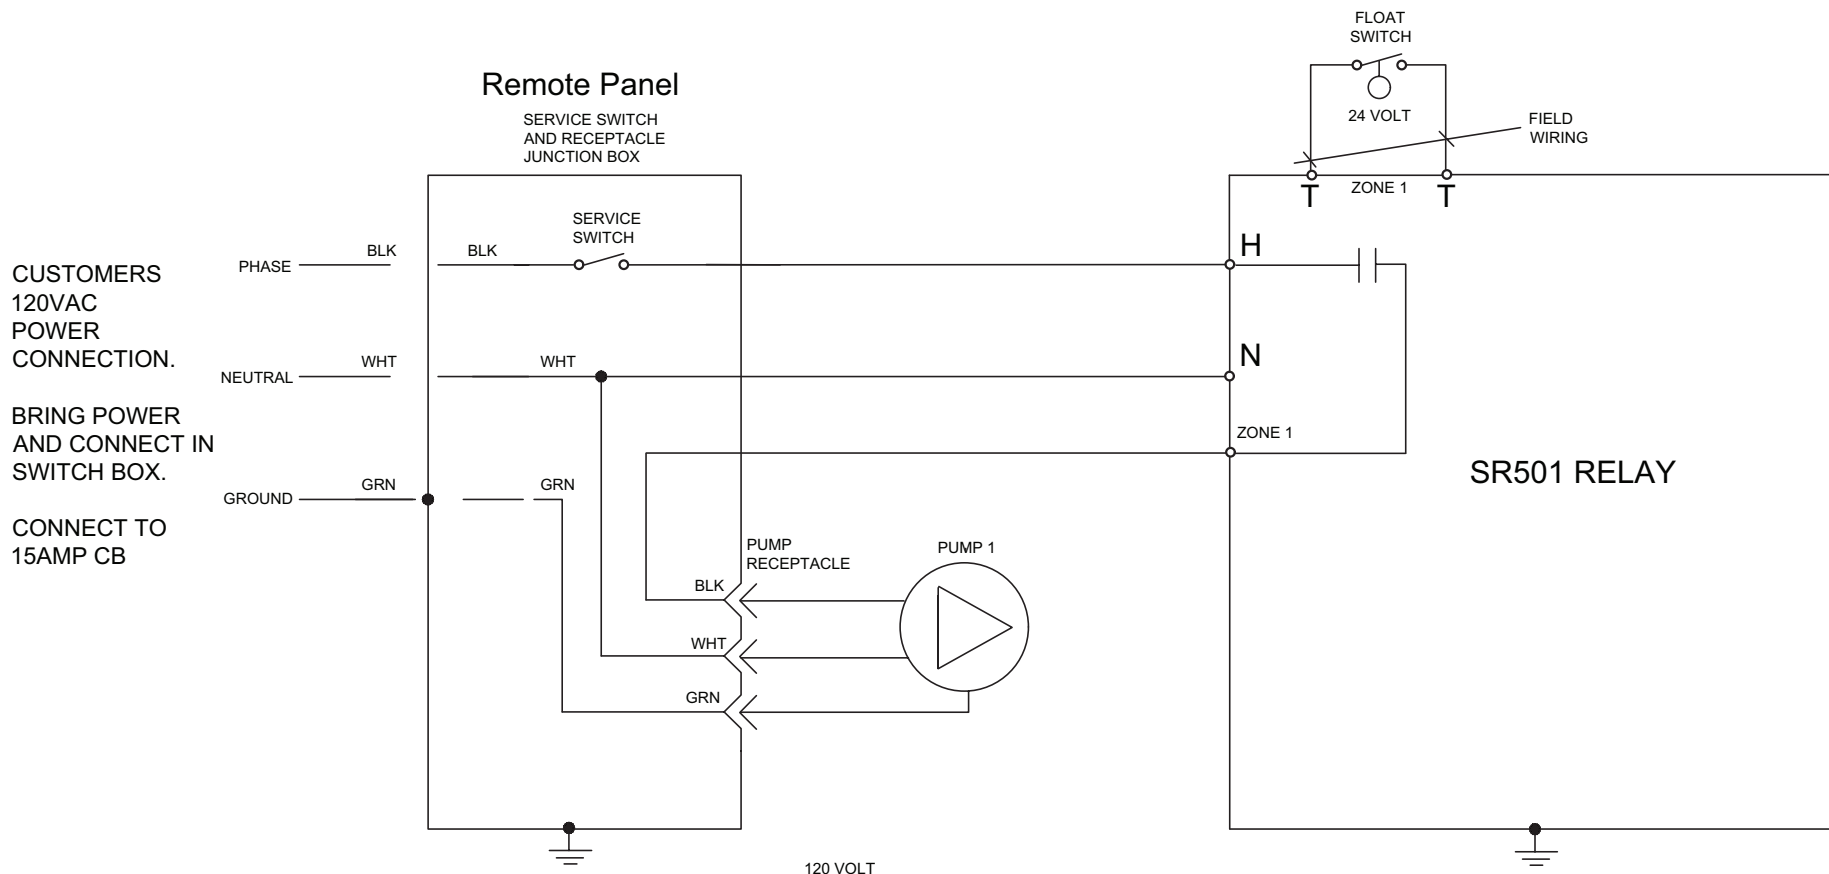 FLOAT
SWITCH
24 VOLT
FIELD
WIRING
T
ZONE 1
T
Remote Panel
SERVICE SWITCH
AND RECEPTACLE
JUNCTION BOX
SERVICE
SWITCH
PHASE
BLK
BLK
H
CUSTOMERS
120VAC
POWER
CONNECTION.
NEUTRAL
WHT
WHT
N
BRING POWER
AND CONNECT IN
SWITCH BOX.
ZONE 1
SR501 RELAY
GROUND
GRN
GRN
CONNECT TO
15AMP CB
PUMP
RECEPTACLE
PUMP 1
BLK
WHT
GRN
120 VOLT